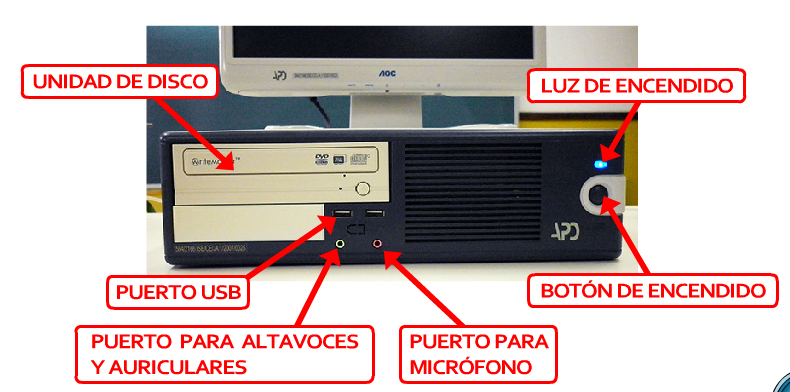 UNIDAD DE DISCO
LUZ DE ENCENDIDO
AOC
APD
DVD
APD
PUERTO USB
BOTÓN DE ENCENDIDO
PUERTO PARA ALTAVOCES
Y AURICULARES
PUERTO PARA
MICRÓFONO